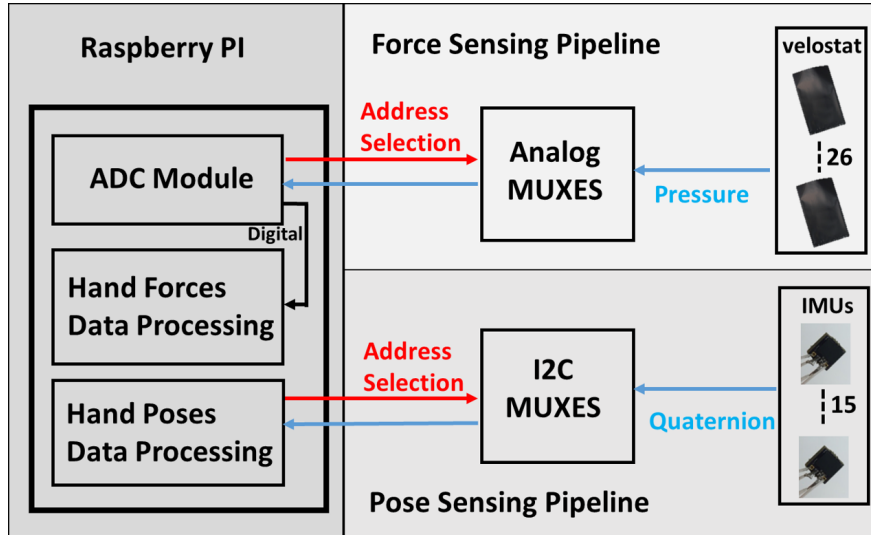 Raspberry PI
ADC Module
Digital
Hand Forces
Data Processing
Hand Poses
Data Processing
Force Sensing Pipeline
Address
Selection
Analog
MUXES
Pressure
velostat
26
Address
Selection
I2C
MUXES
Quaternion
IMUs
15
Pose Sensing Pipeline